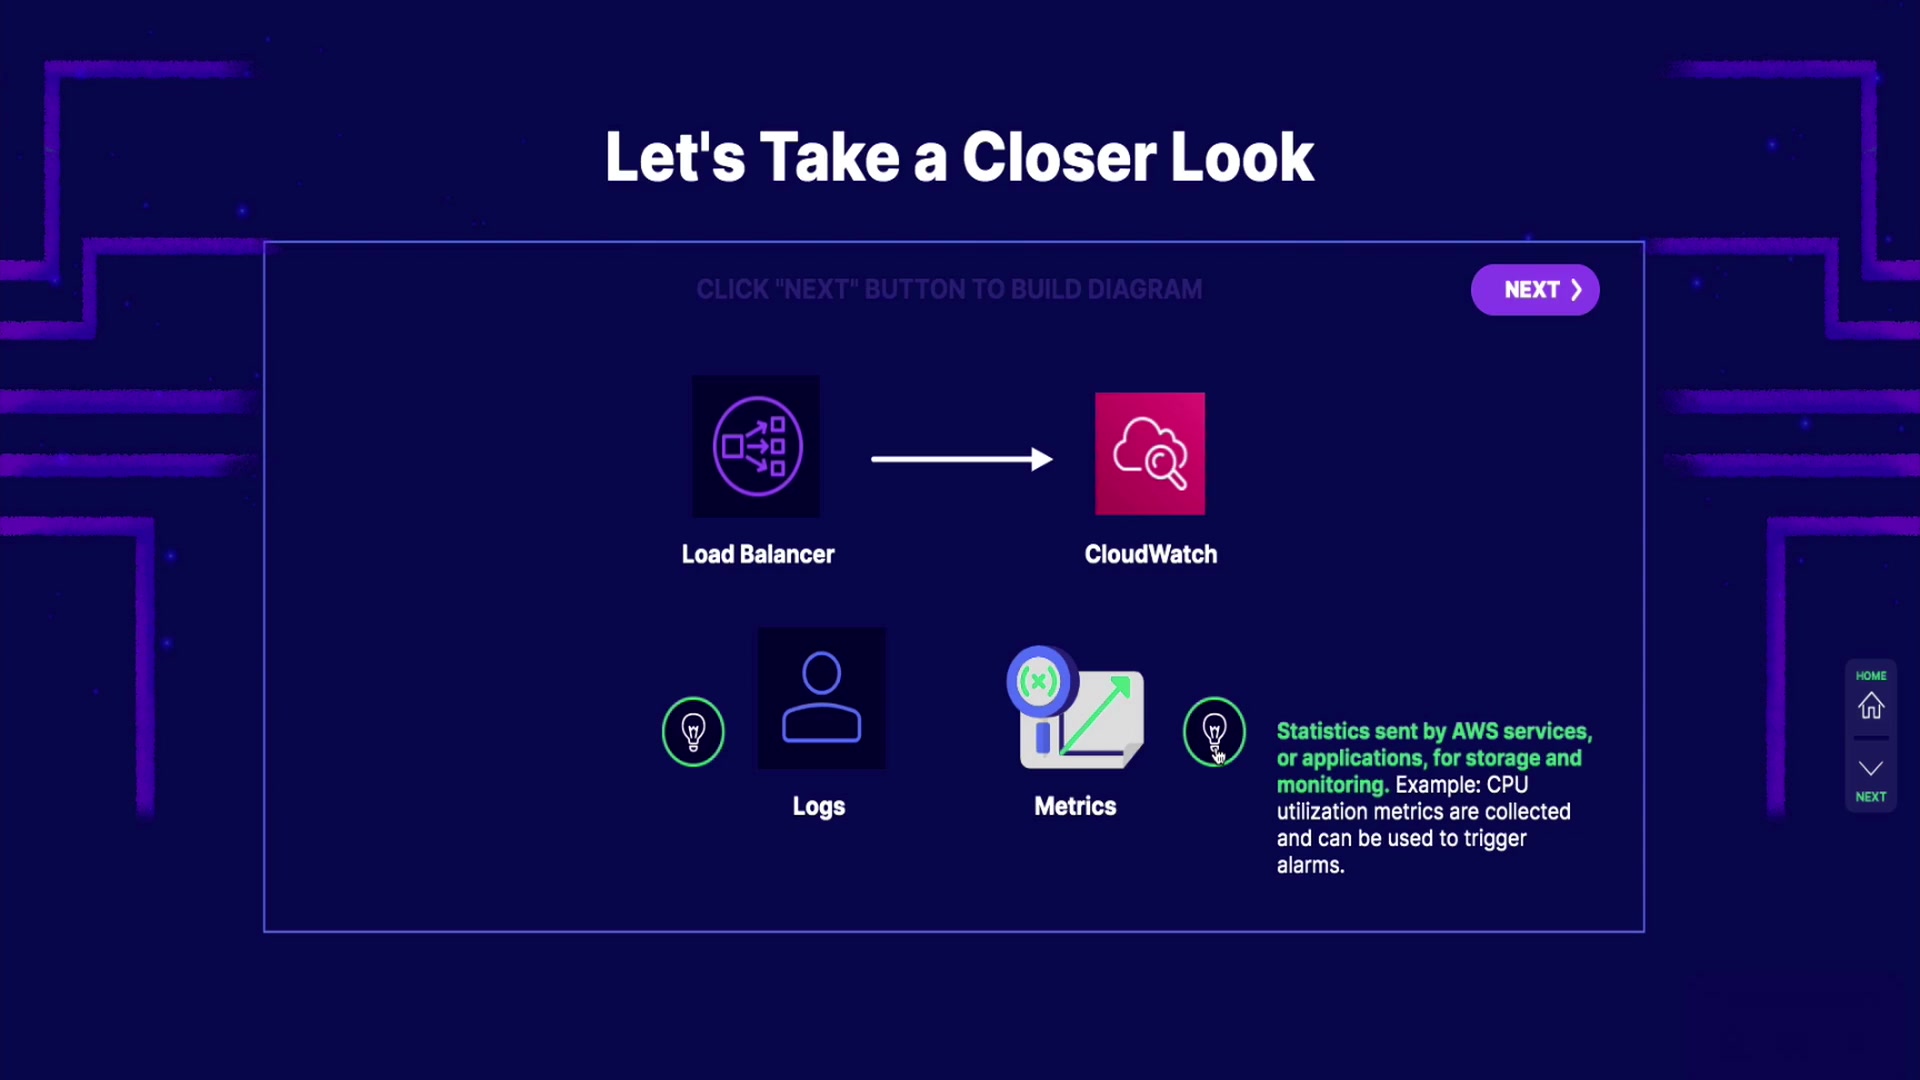 Let's Take a Closer Look
CLICK "NEXT" BUTTON TO BUILD DIAGRAM
NEXT
Load Balancer
CloudWatch
Logs
Metrics
Statistics sent by AWS services,
or applications, for storage and
monitoring. Example: CPU
utilization metrics are collected
and can be used to trigger
alarms.
HOME
NEXT